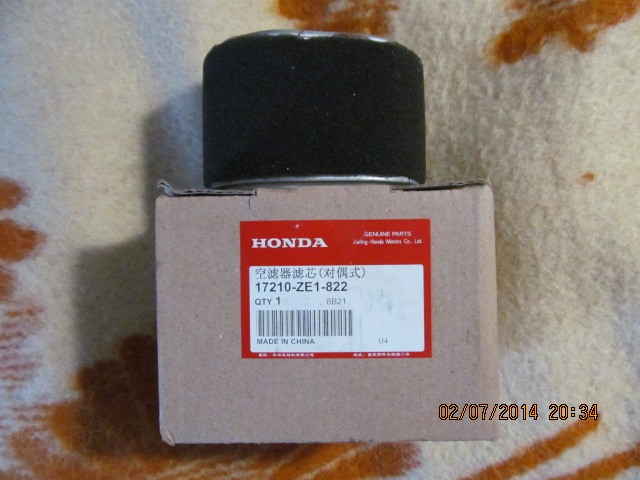 HONDA
GENUINE PARTS
Jialing-Honda Motors Co., Ltd.
空滤器滤芯(对偶式)
17210-ZE1-822
QTY 1 8B21
MADE IN CHINA U4
02/07/2014 20:34